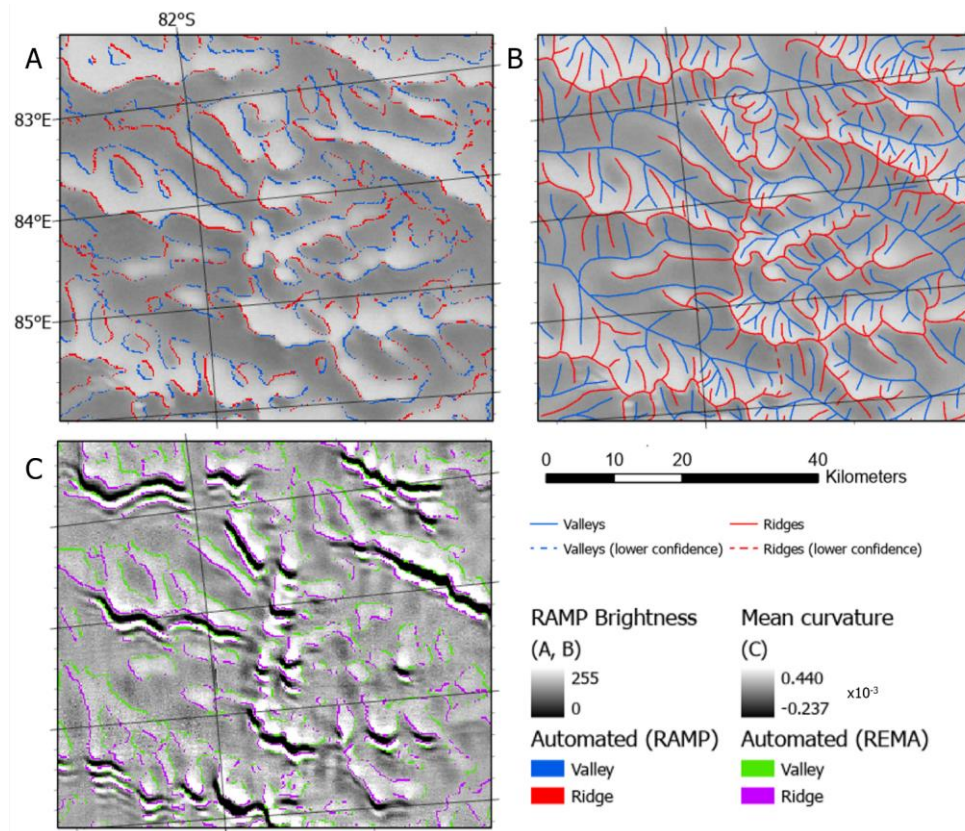 82°S
A
B
83°E
84°E
85°E
C
0 10 20 40
Kilometers
Valleys Ridges
Valleys (lower confidence) Ridges (lower confidence)
RAMP Brightness Mean curvature
(A, B) (C)
255 0.440
x10⁻³
0 -0.237
Automated (RAMP) Automated (REMA)
Valley Valley
Ridge Ridge